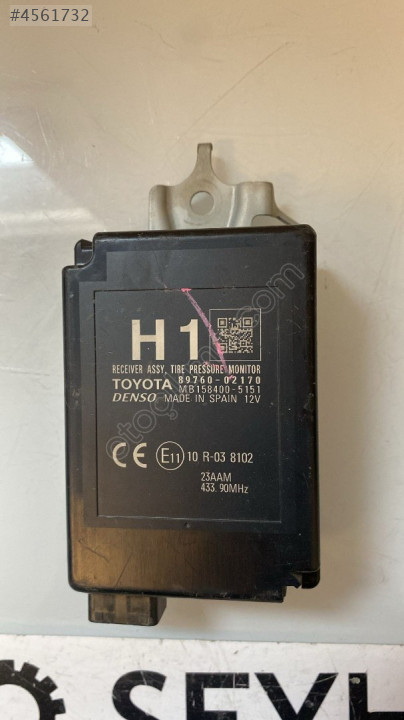 #4561732
H1
RECEIVER ASSY, TIRE PRESSURE MONITOR
TOYOTA 89760-02170
MB158400-5151
DENSO MADE IN SPAIN 12V
CE E11 10 R-03 8102
23AAM
433.90MHz
SEYH